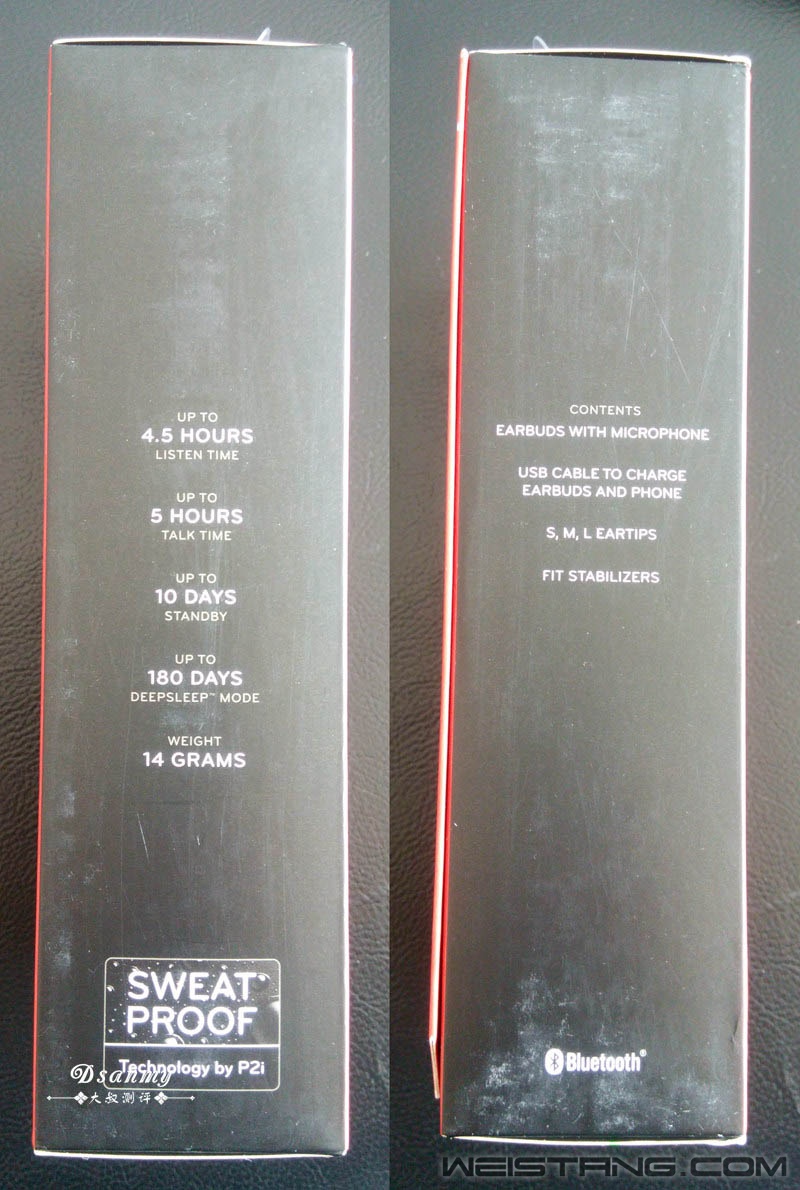 UP TO
4.5 HOURS
LISTEN TIME
UP TO
5 HOURS
TALK TIME
UP TO
10 DAYS
STANDBY
UP TO
180 DAYS
DEEPSLEEP™ MODE
WEIGHT
14 GRAMS
SWEAT
PROOF
Technology by P2i
Dsanmy
大叔测评
CONTENTS
EARBUDS WITH MICROPHONE
USB CABLE TO CHARGE
EARBUDS AND PHONE
S, M, L EARTIPS
FIT STABILIZERS
Bluetooth®
WEISTANG.COM